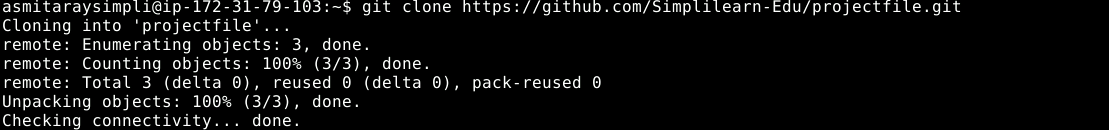 asmitaraysimpli@ip-172-31-79-103:~$ git clone https://github.com/Simplilearn-Edu/projectfile.git
Cloning into 'projectfile'...
remote: Enumerating objects: 3, done.
remote: Counting objects: 100% (3/3), done.
remote: Total 3 (delta 0), reused 0 (delta 0), pack-reused 0
Unpacking objects: 100% (3/3), done.
Checking connectivity... done.